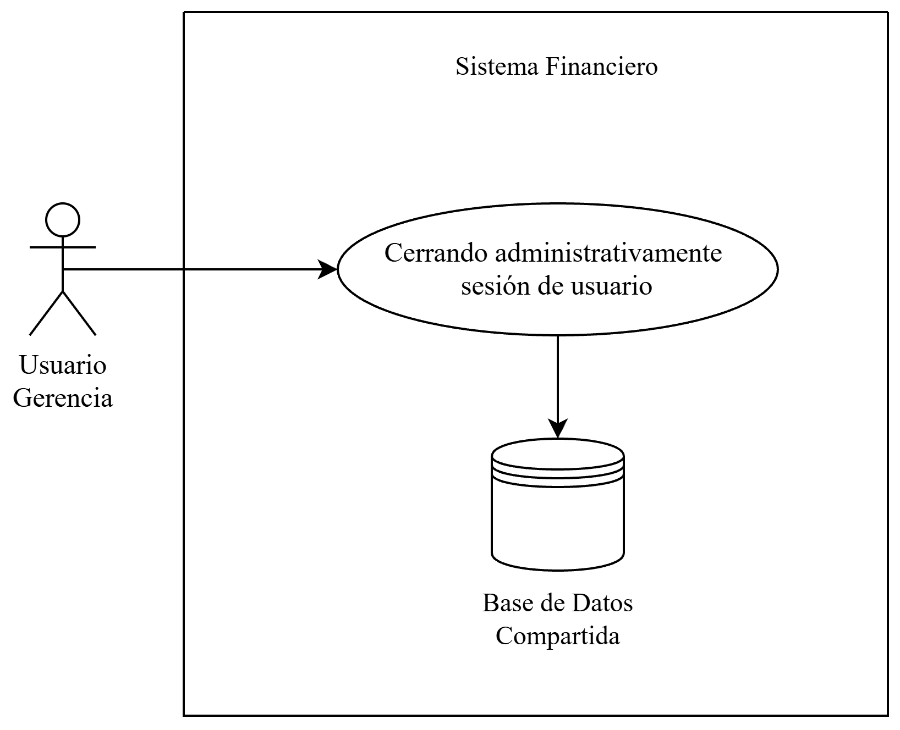 Sistema Financiero
Cerrando administrativamente
sesión de usuario
Usuario
Gerencia
Base de Datos
Compartida